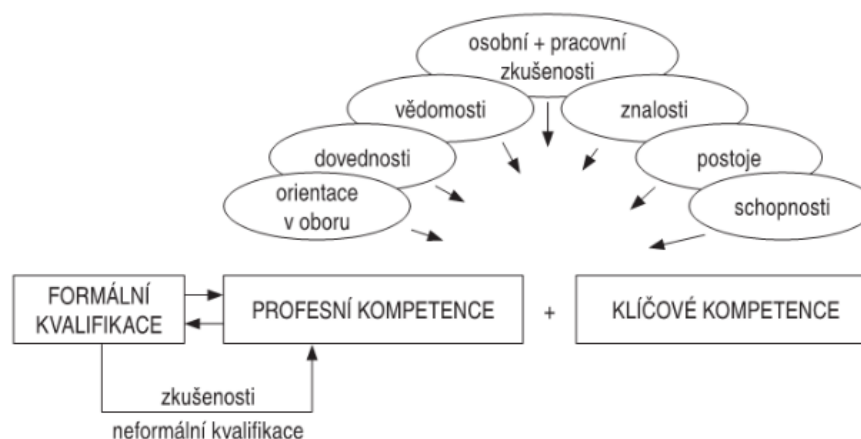 osobní + pracovní
zkušenosti
vědomosti
znalosti
dovednosti
postoje
orientace
v oboru
schopnosti
FORMÁLNÍ
KVALIFIKACE
PROFESNÍ KOMPETENCE
+
KLÍČOVÉ KOMPETENCE
zkušenosti
neformální kvalifikace